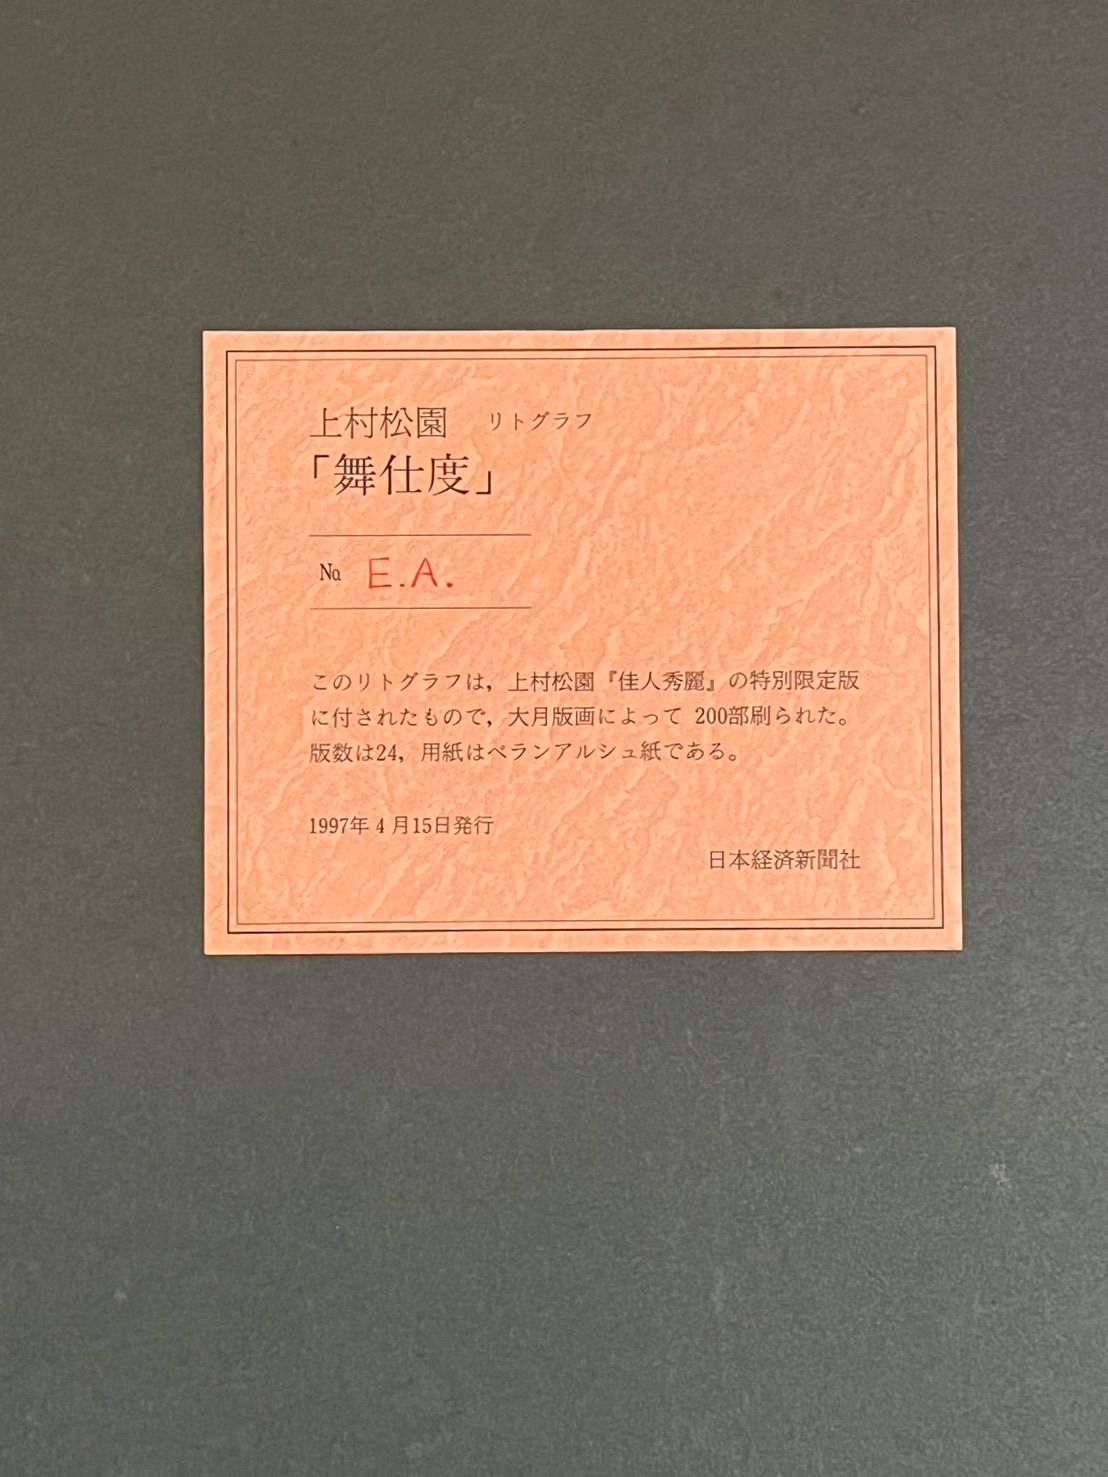 上村松園 リトグラフ
「舞仕度」
№ E.A.
このリトグラフは，上村松園『佳人秀麗』の特別限定版
に付されたもので，大月版画によって 200部刷られた。
版数は24，用紙はベランアルシュ紙である。
1997年4月15日発行
日本経済新聞社